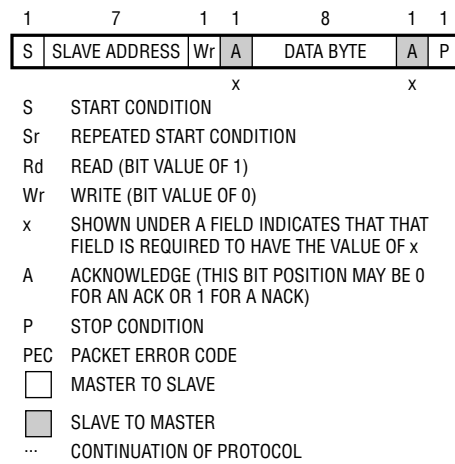 1 7 1 1 8 1 1
S SLAVE ADDRESS Wr A DATA BYTE A P
x x
S START CONDITION
Sr REPEATED START CONDITION
Rd READ (BIT VALUE OF 1)
Wr WRITE (BIT VALUE OF 0)
x SHOWN UNDER A FIELD INDICATES THAT THAT
FIELD IS REQUIRED TO HAVE THE VALUE OF x
A ACKNOWLEDGE (THIS BIT POSITION MAY BE 0
FOR AN ACK OR 1 FOR A NACK)
P STOP CONDITION
PEC PACKET ERROR CODE
MASTER TO SLAVE
SLAVE TO MASTER
... CONTINUATION OF PROTOCOL